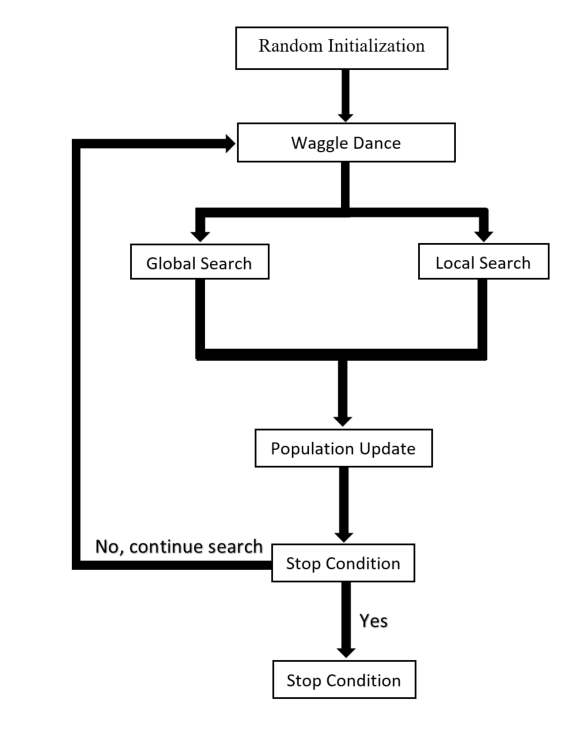 Random Initialization
Waggle Dance
Global Search
Local Search
Population Update
No, continue search
Stop Condition
Yes
Stop Condition